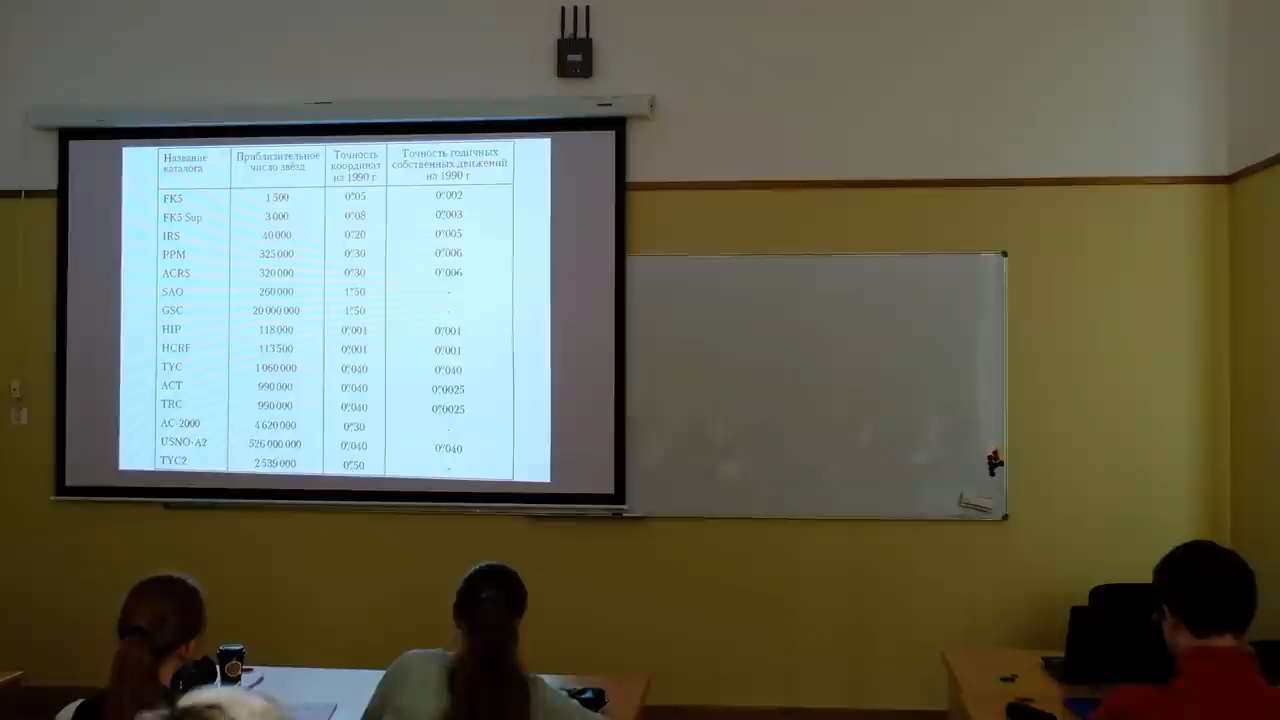 Название каталога Приблизительное число звёзд Точность координат на 1990 г. Точность годичных собственных движений на 1990 г.
FK5 1 500 0″.05 0″.002
FK5 Sup 3 000 0″.08 0″.003
IRS 40 000 0″.20 0″.005
PPM 325 000 0″.30 0″.006
ACRS 320 000 0″.30 0″.006
SAO 260 000 1″.50 -
GSC 20 000 000 1″.50 -
HIP 118 000 0″.001 0″.001
HCRF 113 500 0″.001 0″.001
TYC 1 060 000 0″.040 0″.040
ACT 990 000 0″.040 0″.0025
TRC 990 000 0″.040 0″.0025
AC-2000 4 620 000 0″.30 -
USNO-A2 526 000 000 0″.040 0″.040
TYC2 2 539 000 0″.50 -